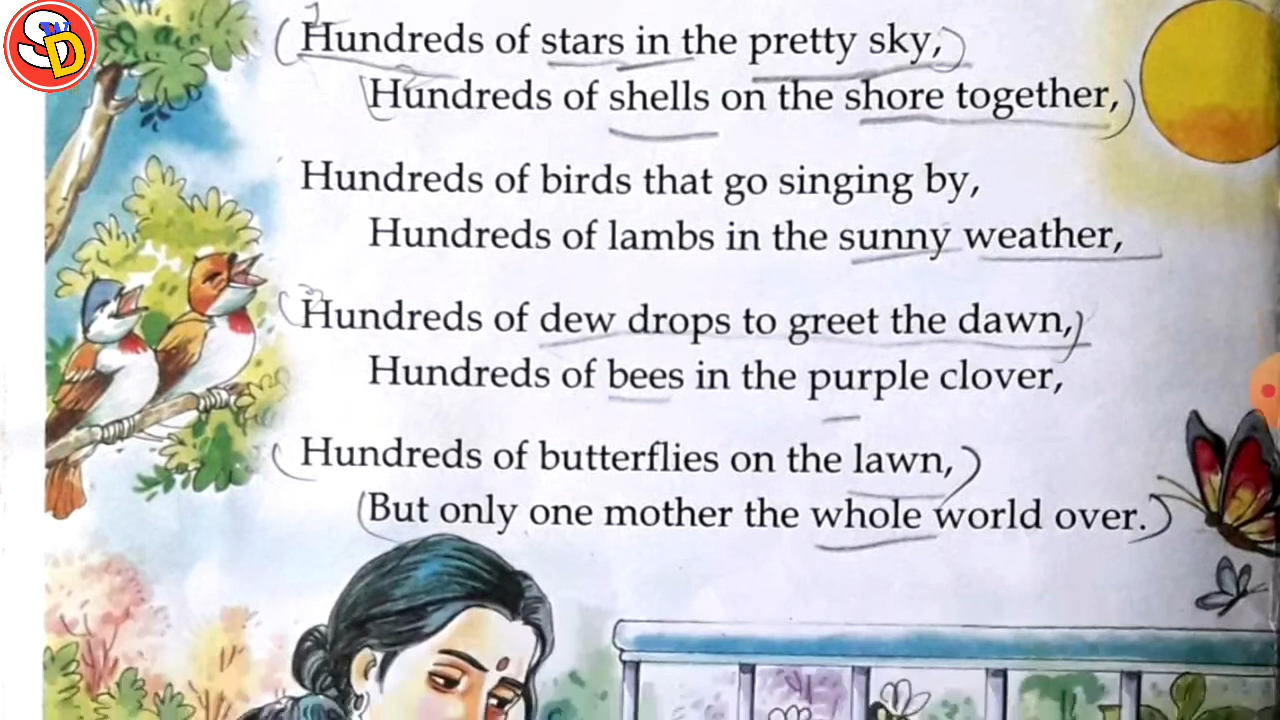 SWD
Hundreds of stars in the pretty sky,
Hundreds of shells on the shore together,
Hundreds of birds that go singing by,
Hundreds of lambs in the sunny weather,
Hundreds of dew drops to greet the dawn,
Hundreds of bees in the purple clover,
Hundreds of butterflies on the lawn,
But only one mother the whole world over.